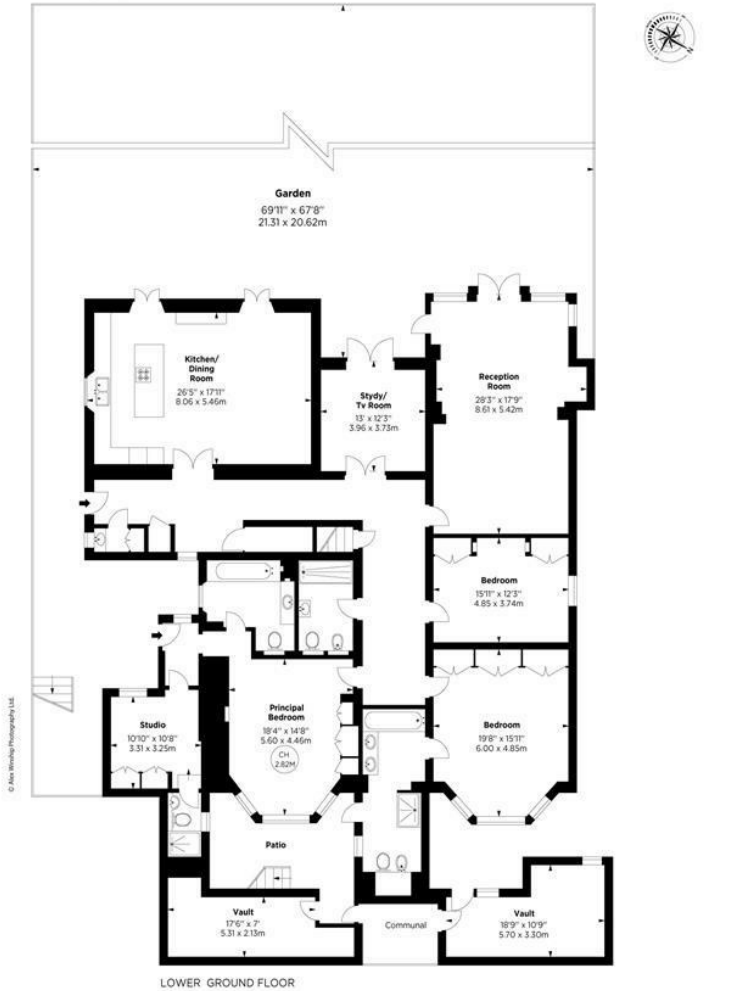 N
Garden
69'11" x 67'8"
21.31 x 20.62m
Kitchen/
Dining
Room
26'5" x 17'11"
8.06 x 5.46m
Stydy/
Tv Room
13' x 12'3"
3.96 x 3.73m
Reception
Room
28'3" x 17'9"
8.61 x 5.42m
Bedroom
15'11" x 12'3"
4.85 x 3.74m
Principal
Bedroom
18'4" x 14'8"
5.60 x 4.46m
CH
2.82M
Bedroom
19'8" x 15'11"
6.00 x 4.85m
Studio
10'10" x 10'8"
3.31 x 3.25m
Patio
Vault
17'6" x 7'
5.31 x 2.13m
Communal
Vault
18'9" x 10'9"
5.70 x 3.30m
© Alex Winship Photography Ltd.
LOWER GROUND FLOOR